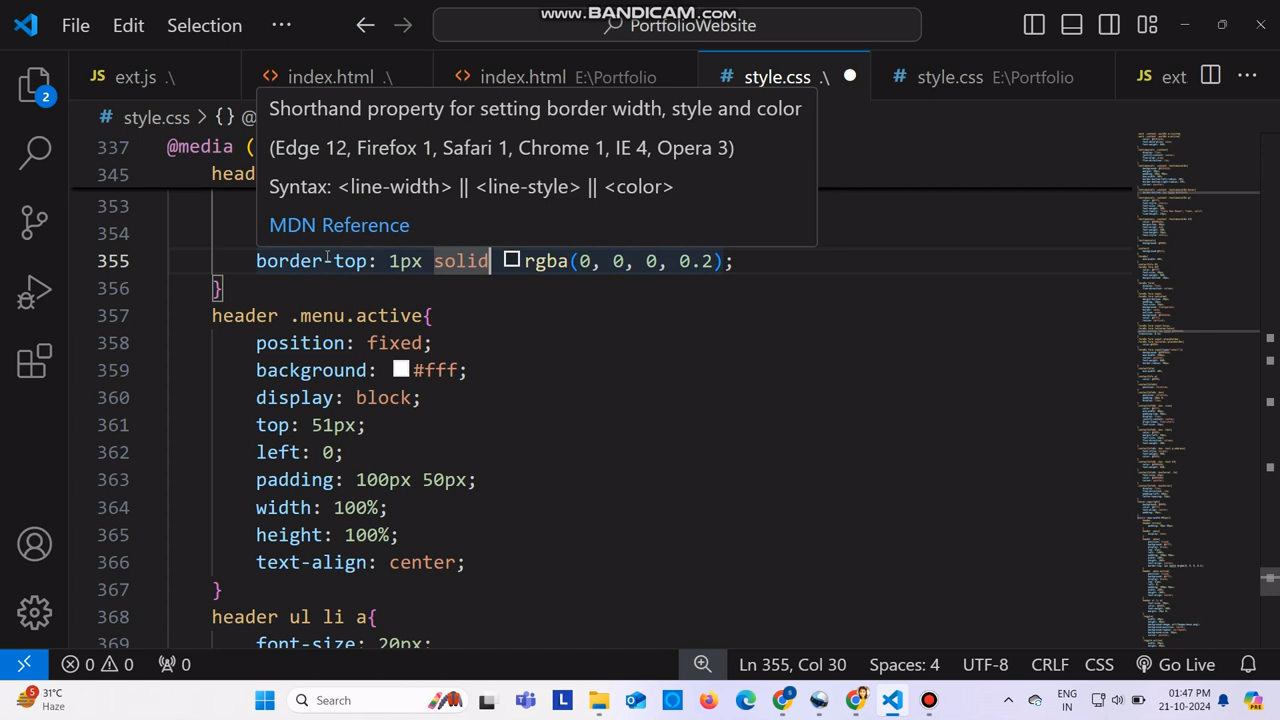 www.BANDICAM.com
File Edit Selection ··· PortfolioWebsite
JS ext.js .\ <> index.html .\ <> index.html E:\Portfolio # style.css .\ # style.css E:\Portfolio JS ext ···
# style.css > {} @
Shorthand property for setting border width, style and color
(Edge 12, Firefox 1, Safari 1, Chrome 1, IE 4, Opera
Syntax: <line-width> || <line-style> || <color>
MDN Reference
337 @media (
345 head
353
354
355 border-top: 1px solid rgba(0, 0, 0, 0.
356 }
357 header .menu.active{
358 position: fixed;
359 background: #fff;
360 display: block;
361 top: 51px;
362 left: 0;
363 padding: 100px 50px;
364 width: 100%;
365 height: 100%;
366 text-align: center;
367 }
368 header ul li a{
369 font-size: 20px;
2
0 0 0 Ln 355, Col 30 Spaces: 4 UTF-8 CRLF CSS Go Live
5 31°C Haze Search L ENG IN 01:47 PM 21-10-2024